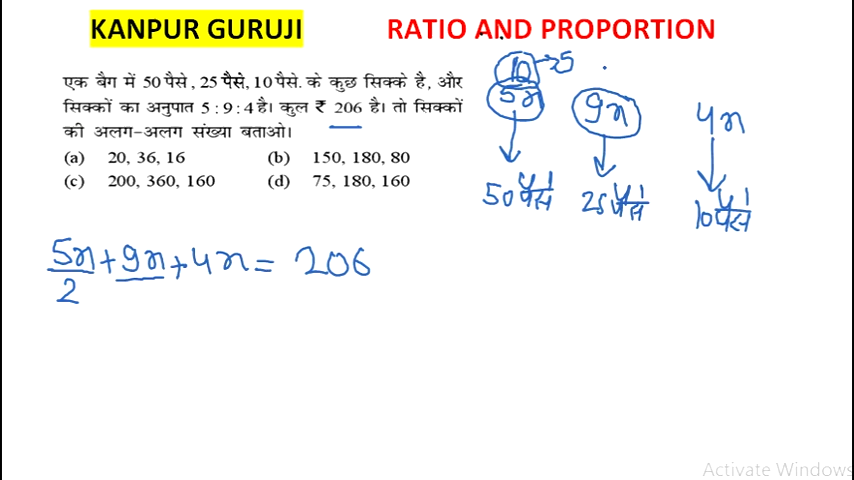 KANPUR GURUJI
RATIO AND PROPORTION
एक बैग में 50 पैसे , 25 पैसे, 10 पैसे. के कुछ सिक्के है, और
सिक्कों का अनुपात 5 : 9 : 4 है। कुल ₹ 206 है। तो सिक्कों
की अलग-अलग संख्या बताओ।
(a) 20, 36, 16 (b) 150, 180, 80
(c) 200, 360, 160 (d) 75, 180, 160
10 → 5
5x 9x 4x
50 पैसे 25 पैसे 10 पैसे
5x/2 + 9x + 4x = 206
Activate Windows